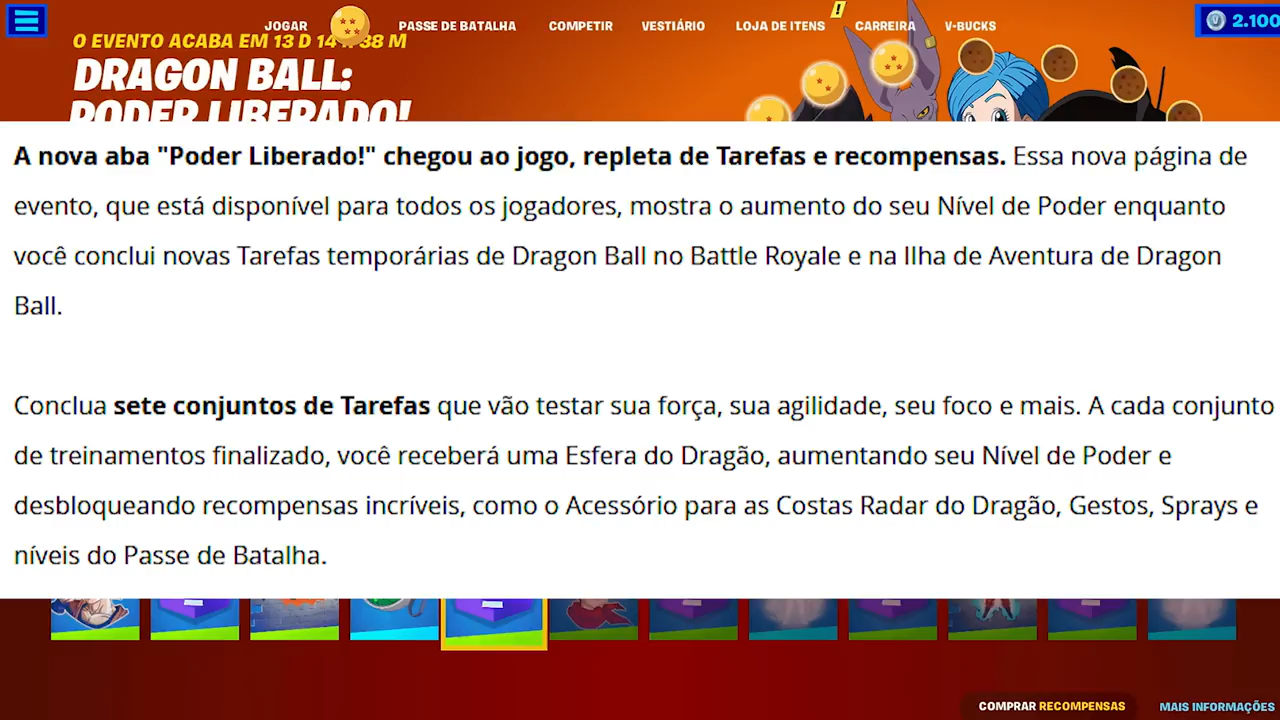 JOGAR PASSE DE BATALHA COMPETIR VESTIÁRIO LOJA DE ITENS ! CARREIRA V-BUCKS V 2.100
O EVENTO ACABA EM 13 D 14 38 M
DRAGON BALL:
PODER LIBERADO!
A nova aba "Poder Liberado!" chegou ao jogo, repleta de Tarefas e recompensas. Essa nova página de
evento, que está disponível para todos os jogadores, mostra o aumento do seu Nível de Poder enquanto
você conclui novas Tarefas temporárias de Dragon Ball no Battle Royale e na Ilha de Aventura de Dragon
Ball.
Conclua sete conjuntos de Tarefas que vão testar sua força, sua agilidade, seu foco e mais. A cada conjunto
de treinamentos finalizado, você receberá uma Esfera do Dragão, aumentando seu Nível de Poder e
desbloqueando recompensas incríveis, como o Acessório para as Costas Radar do Dragão, Gestos, Sprays e
níveis do Passe de Batalha.
COMPRAR RECOMPENSAS MAIS INFORMAÇÕES